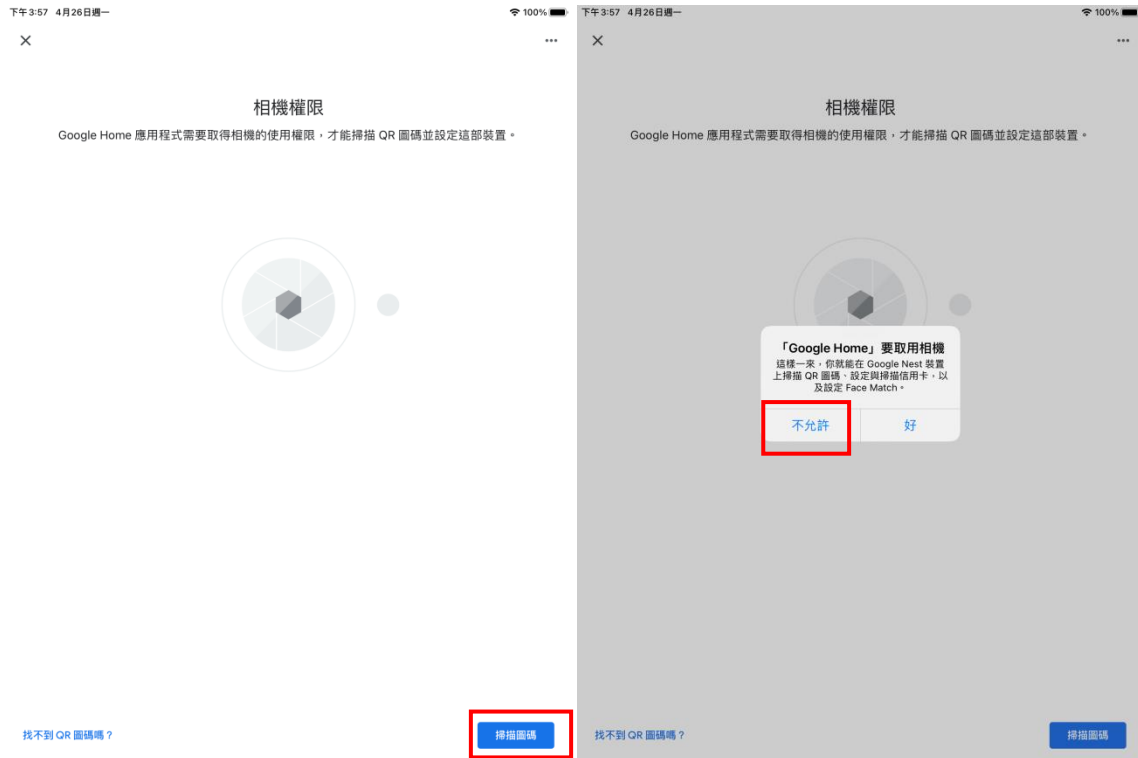 下午3:57 4月26日週一
100%
相機權限
Google Home 應用程式需要取得相機的使用權限，才能掃描 QR 圖碼並設定這部裝置。
找不到 QR 圖碼嗎？
掃描圖碼
下午3:57 4月26日週一
100%
相機權限
Google Home 應用程式需要取得相機的使用權限，才能掃描 QR 圖碼並設定這部裝置。
「Google Home」要取用相機
這樣一來，你就能在 Google Nest 裝置
上掃描 QR 圖碼、設定與掃描信用卡，以
及設定 Face Match。
不允許
好
找不到 QR 圖碼嗎？
掃描圖碼